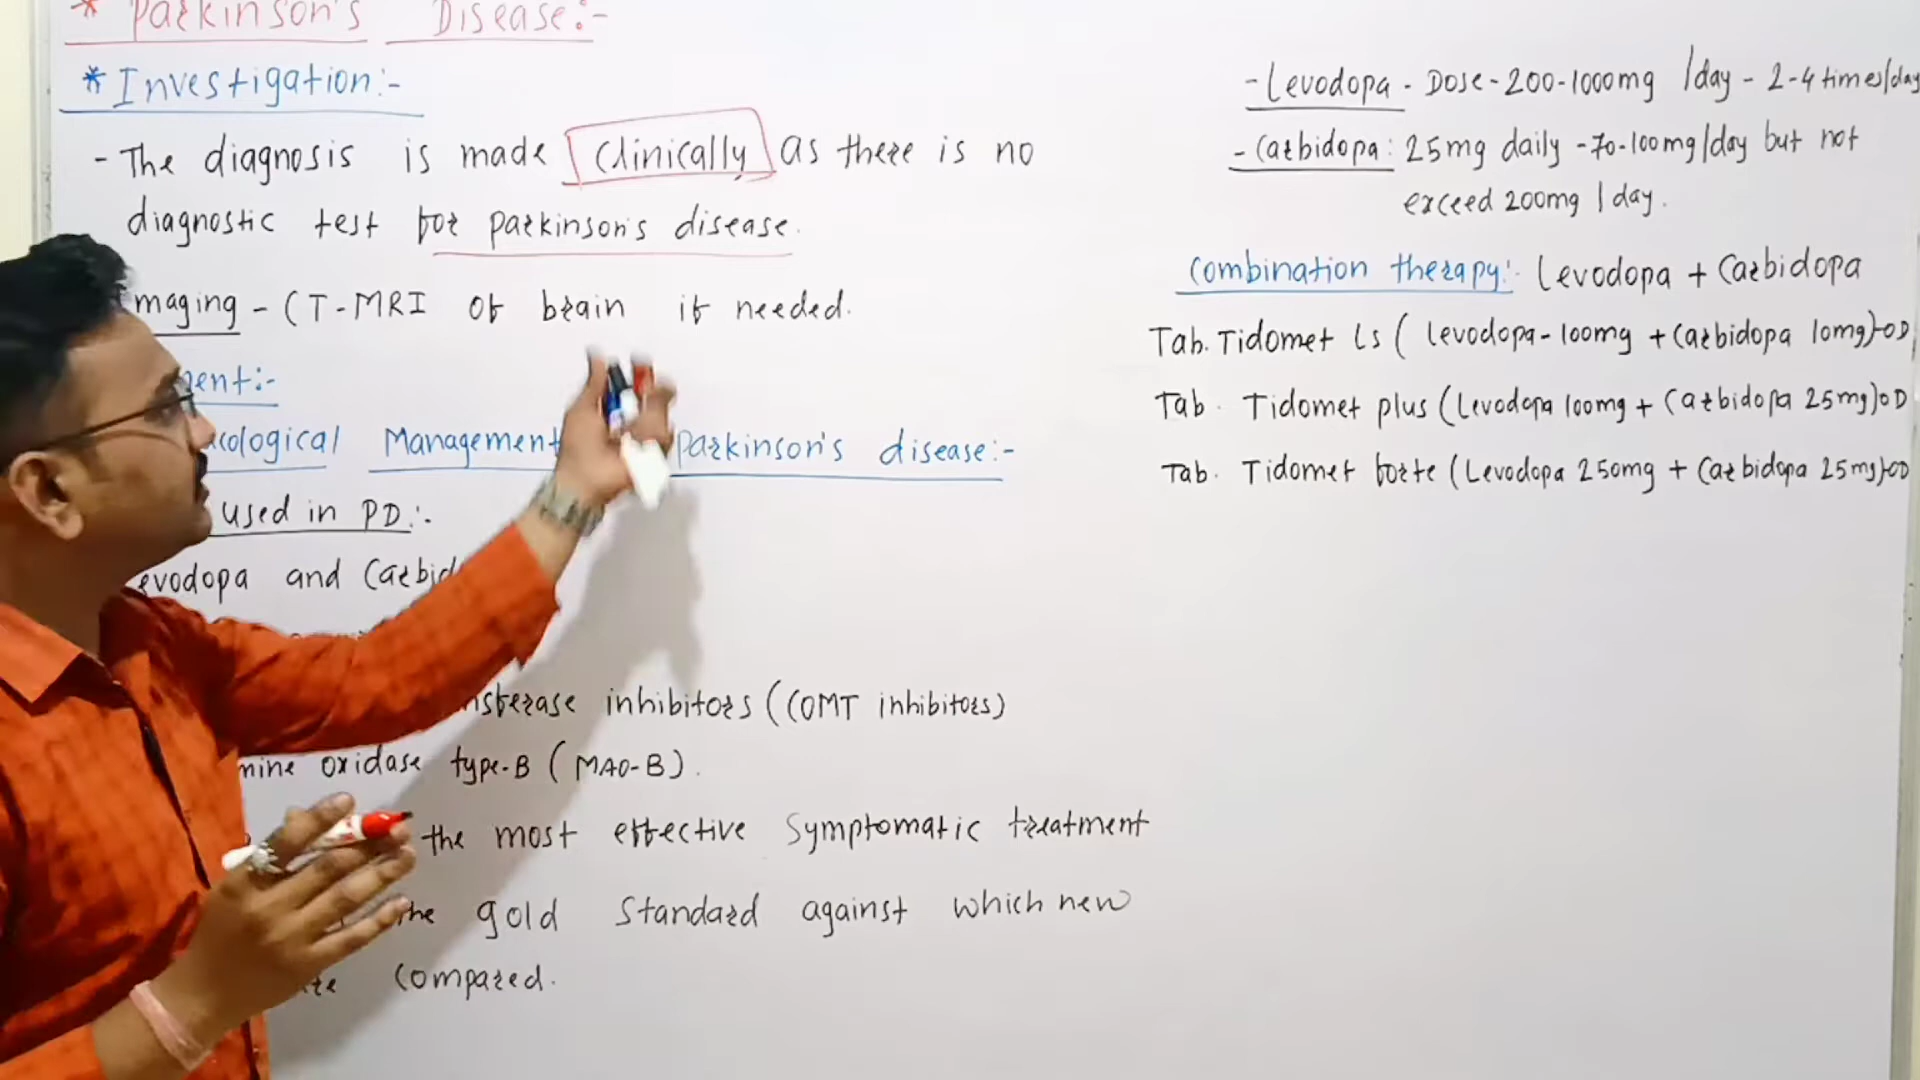 * Parkinson's Disease:-
* Investigation:-
- The diagnosis is made clinically as there is no
diagnostic test for parkinson's disease.
maging - CT-MRI of brain if needed.
ent:-
cological Management parkinson's disease:-
used in PD:-
evodopa and Carbid
nsferase inhibitors (COMT inhibitors)
mine oxidase type-B (MAO-B).
the most effective Symptomatic treatment
the gold Standard against which new
are compared.
- Levodopa - Dose - 200-1000mg /day - 2-4 times/day
- Carbidopa: 25mg daily -70-100mg/day but not
exceed 200mg /day.
Combination therapy:- Levodopa + Carbidopa
Tab. Tidomet Ls ( levodopa-100mg + Carbidopa 10mg)-OD
Tab. Tidomet plus (Levodopa 100mg + Carbidopa 25mg)OD
Tab. Tidomet forte (Levodopa 250mg + Carbidopa 25mg)-OD